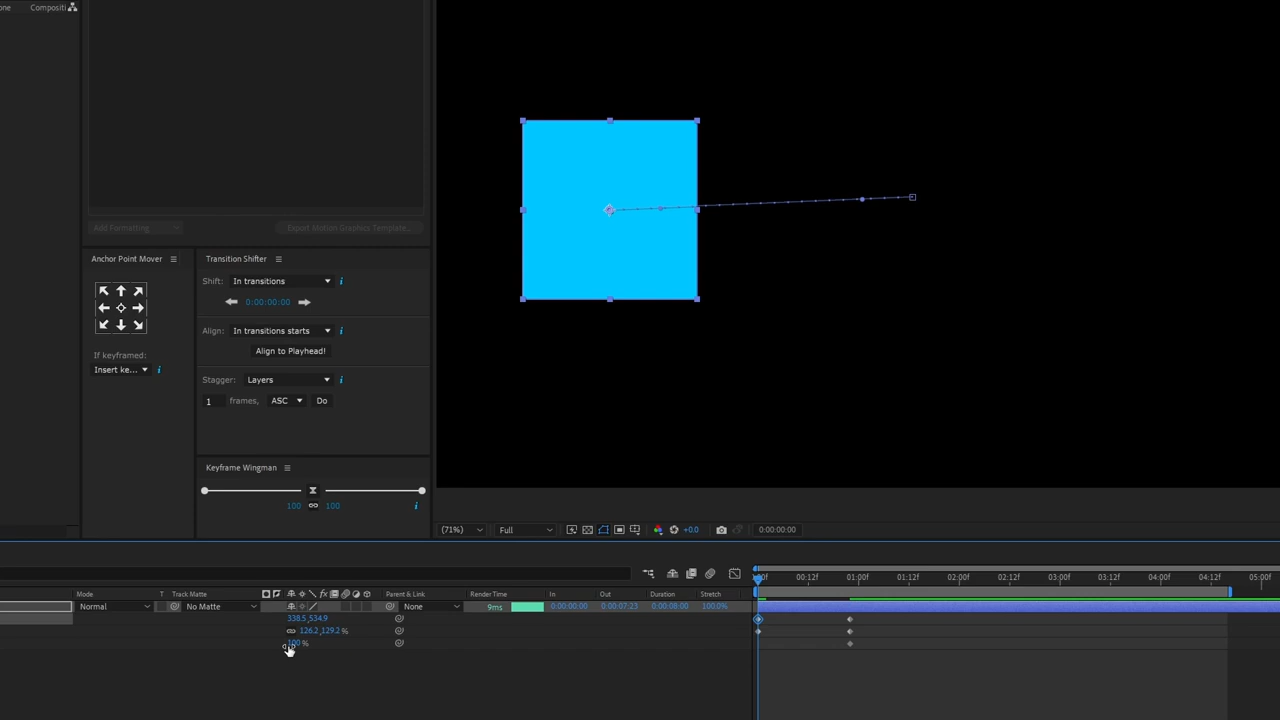 one Compositi
Add Formatting Export Motion Graphics Template...
Anchor Point Mover
If keyframed:
Insert ke... i
Transition Shifter
Shift: In transitions i
0:00:00:00
Align: In transitions starts i
Align to Playhead!
Stagger: Layers i
1 frames, ASC Do
Keyframe Wingman
100 100 i
(71%) Full +0.0 0:00:00:00
:00f 00:12f 01:00f 01:12f 02:00f 02:12f 03:00f 03:12f 04:00f 04:12f 05:00f
Mode T Track Matte fx Parent & Link Render Time In Out Duration Stretch
Normal No Matte None 9ms 0:00:00:00 0:00:07:23 0:00:08:00 100.0%
338.5,534.9
126.2,129.2 %
100 %